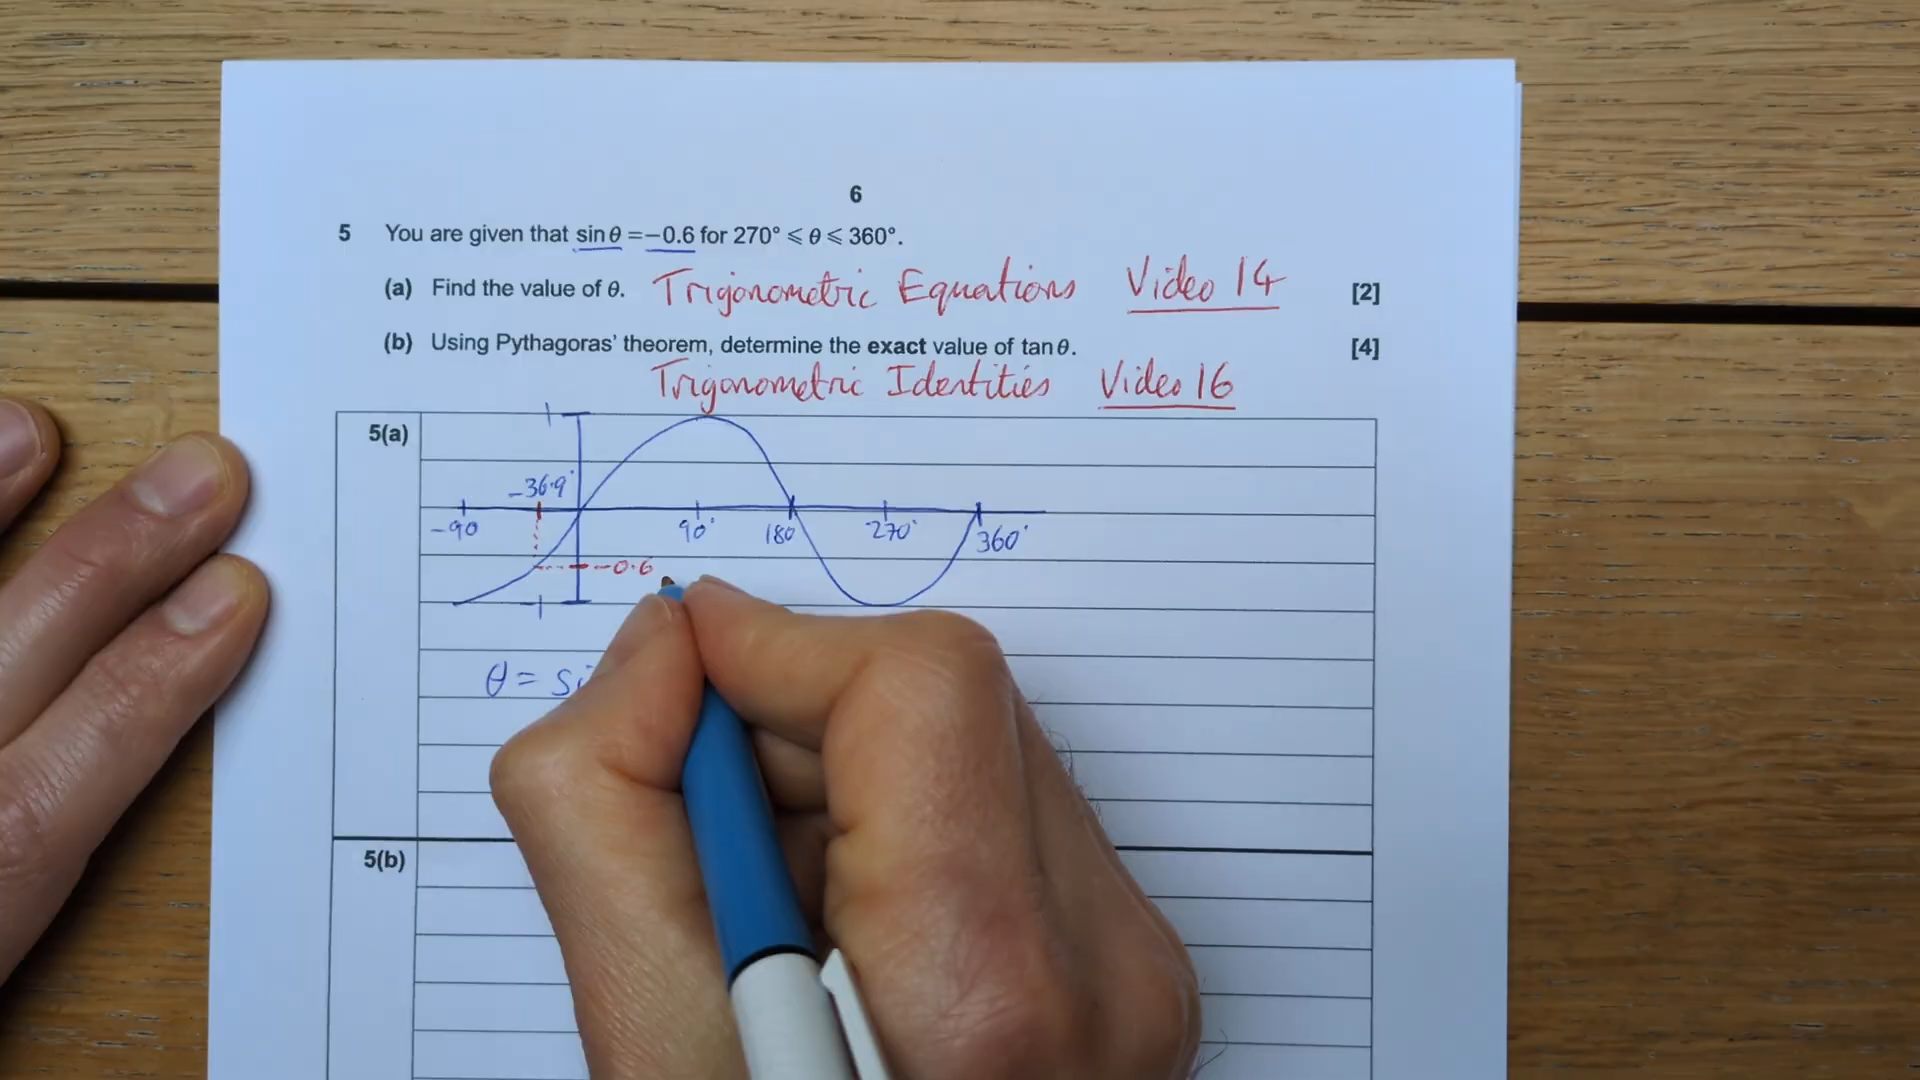 6
5 You are given that sin θ = −0.6 for 270° ⩽ θ ⩽ 360°.
(a) Find the value of θ. Trigonometric Equations Video 14 [2]
(b) Using Pythagoras' theorem, determine the exact value of tan θ. [4]
Trigonometric Identities Video 16
5(a)
1
-36.9°
-90 90° 180 270° 360°
-0.6
-1
θ = si
5(b)